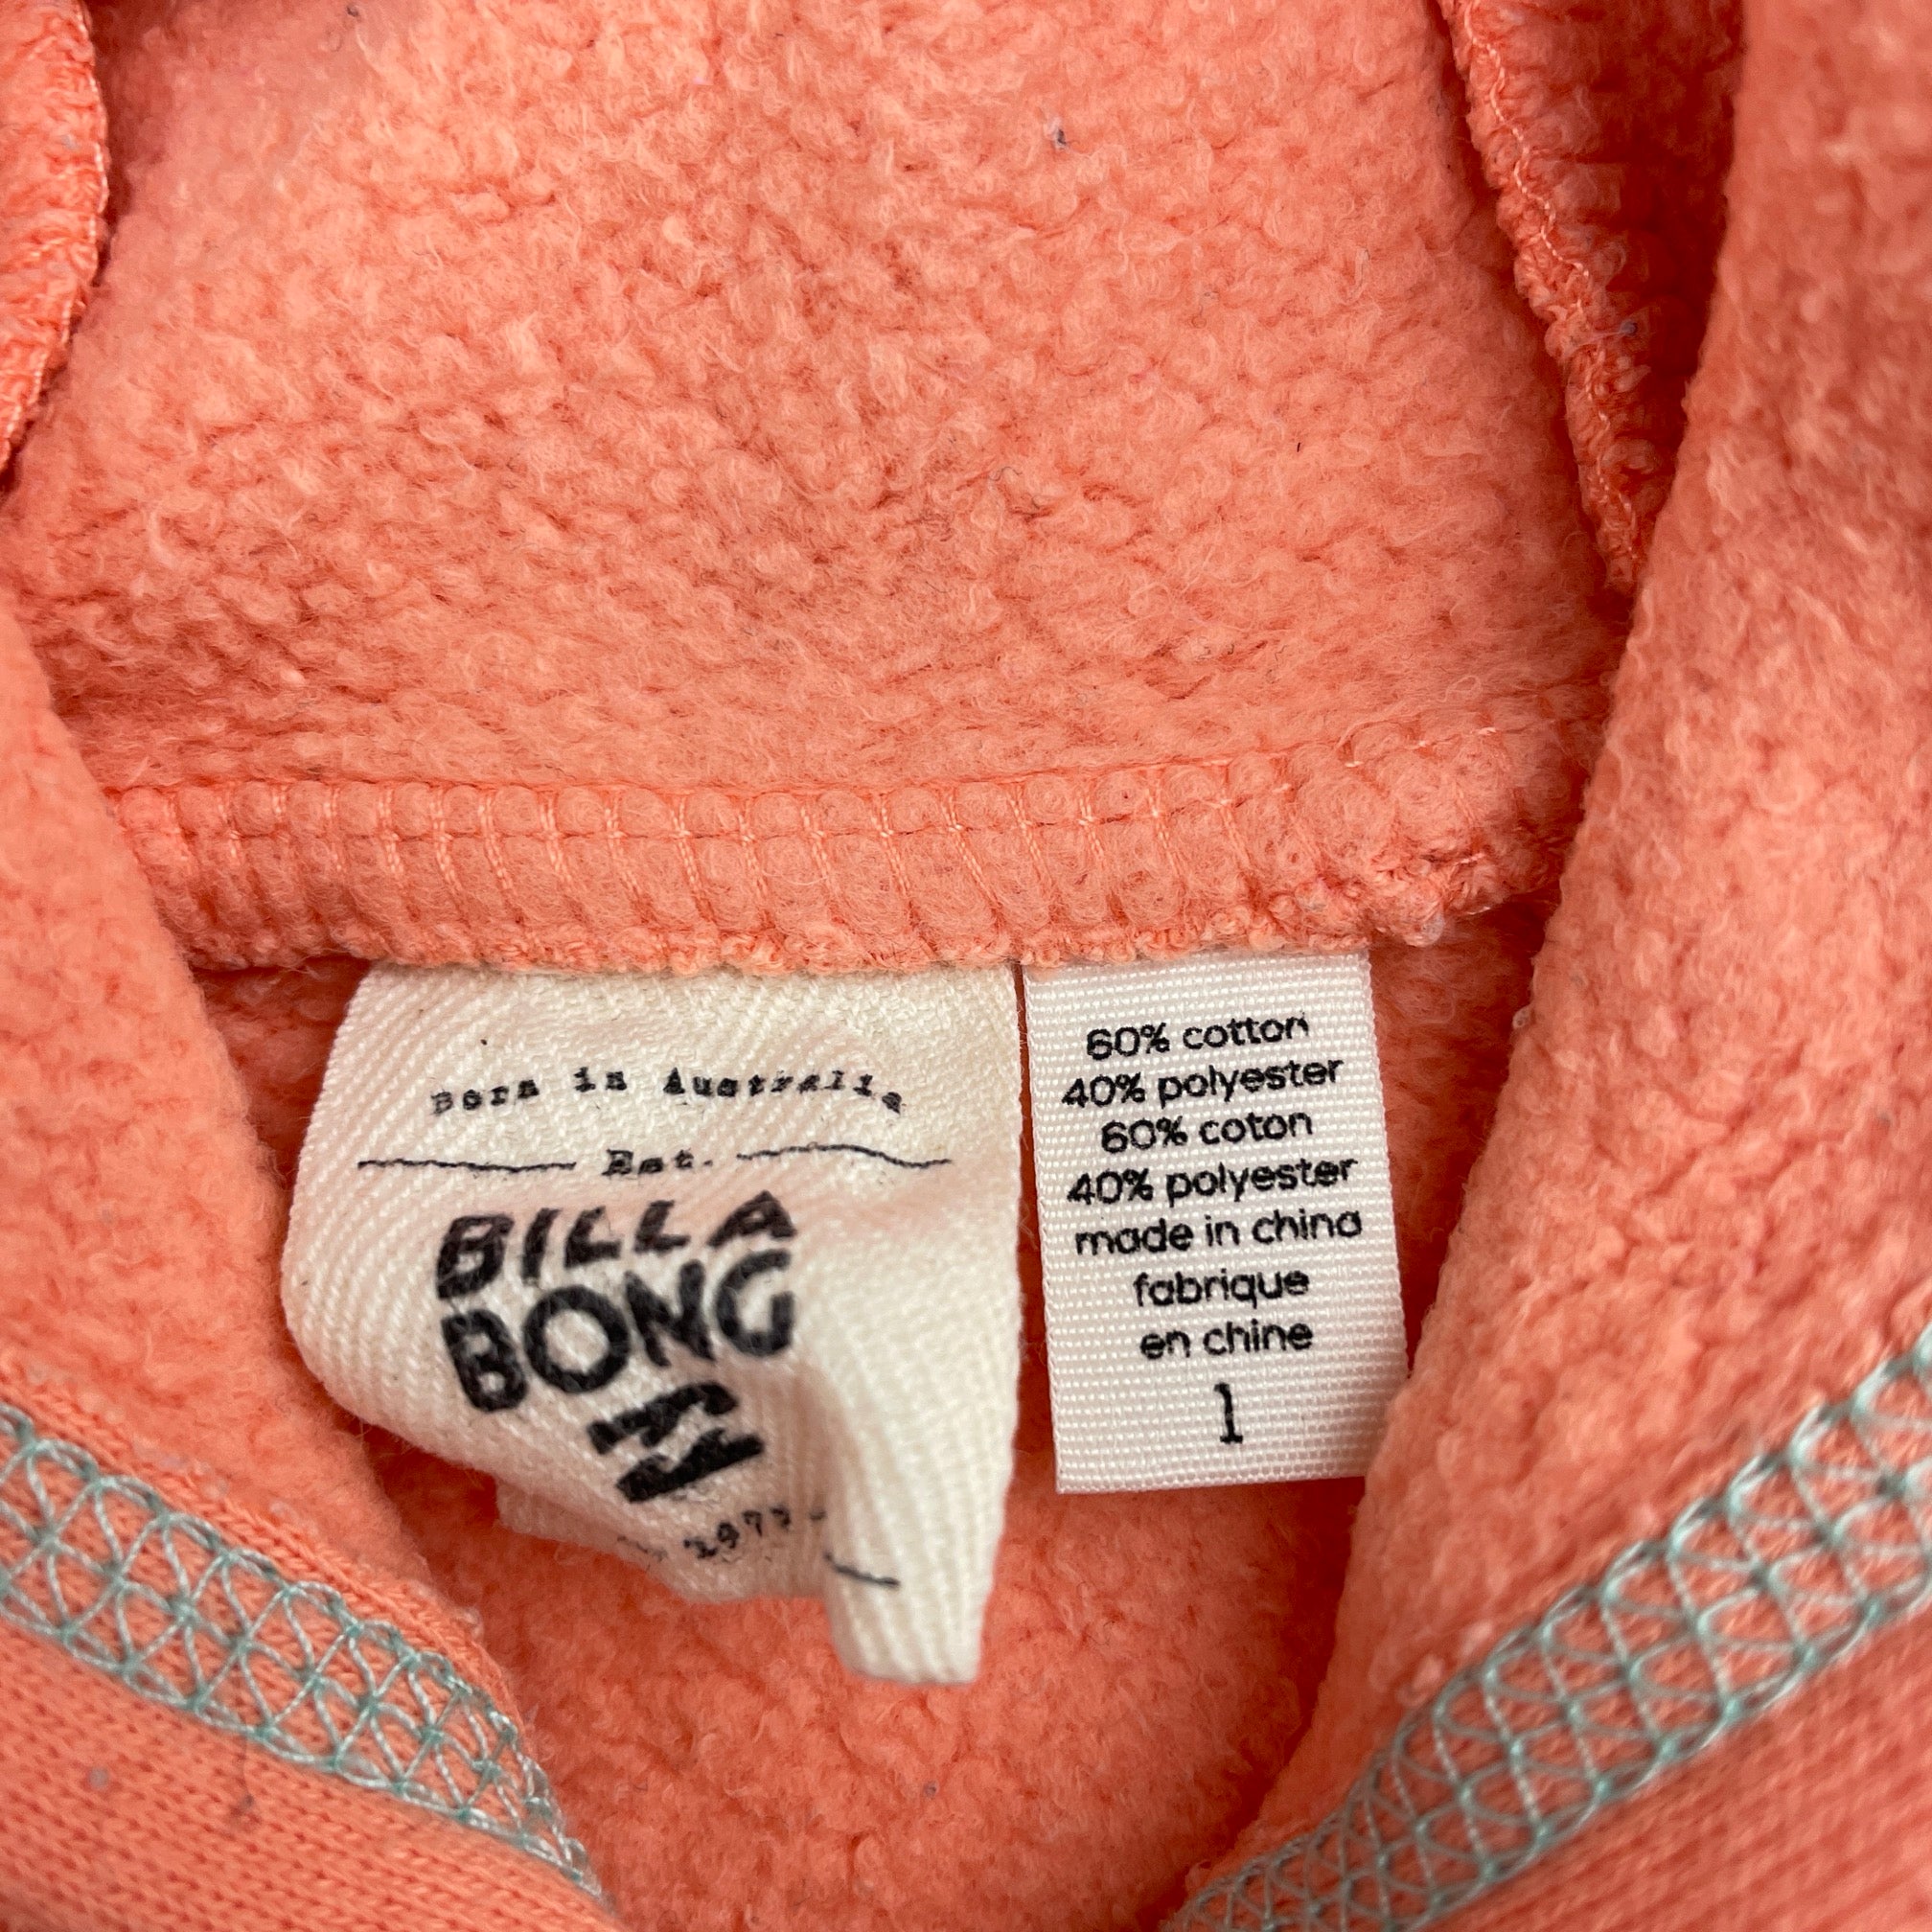 Born in Australia
Est.
BILLA
BONG
1973
60% cotton
40% polyester
60% coton
40% polyester
made in china
fabrique
en chine
1